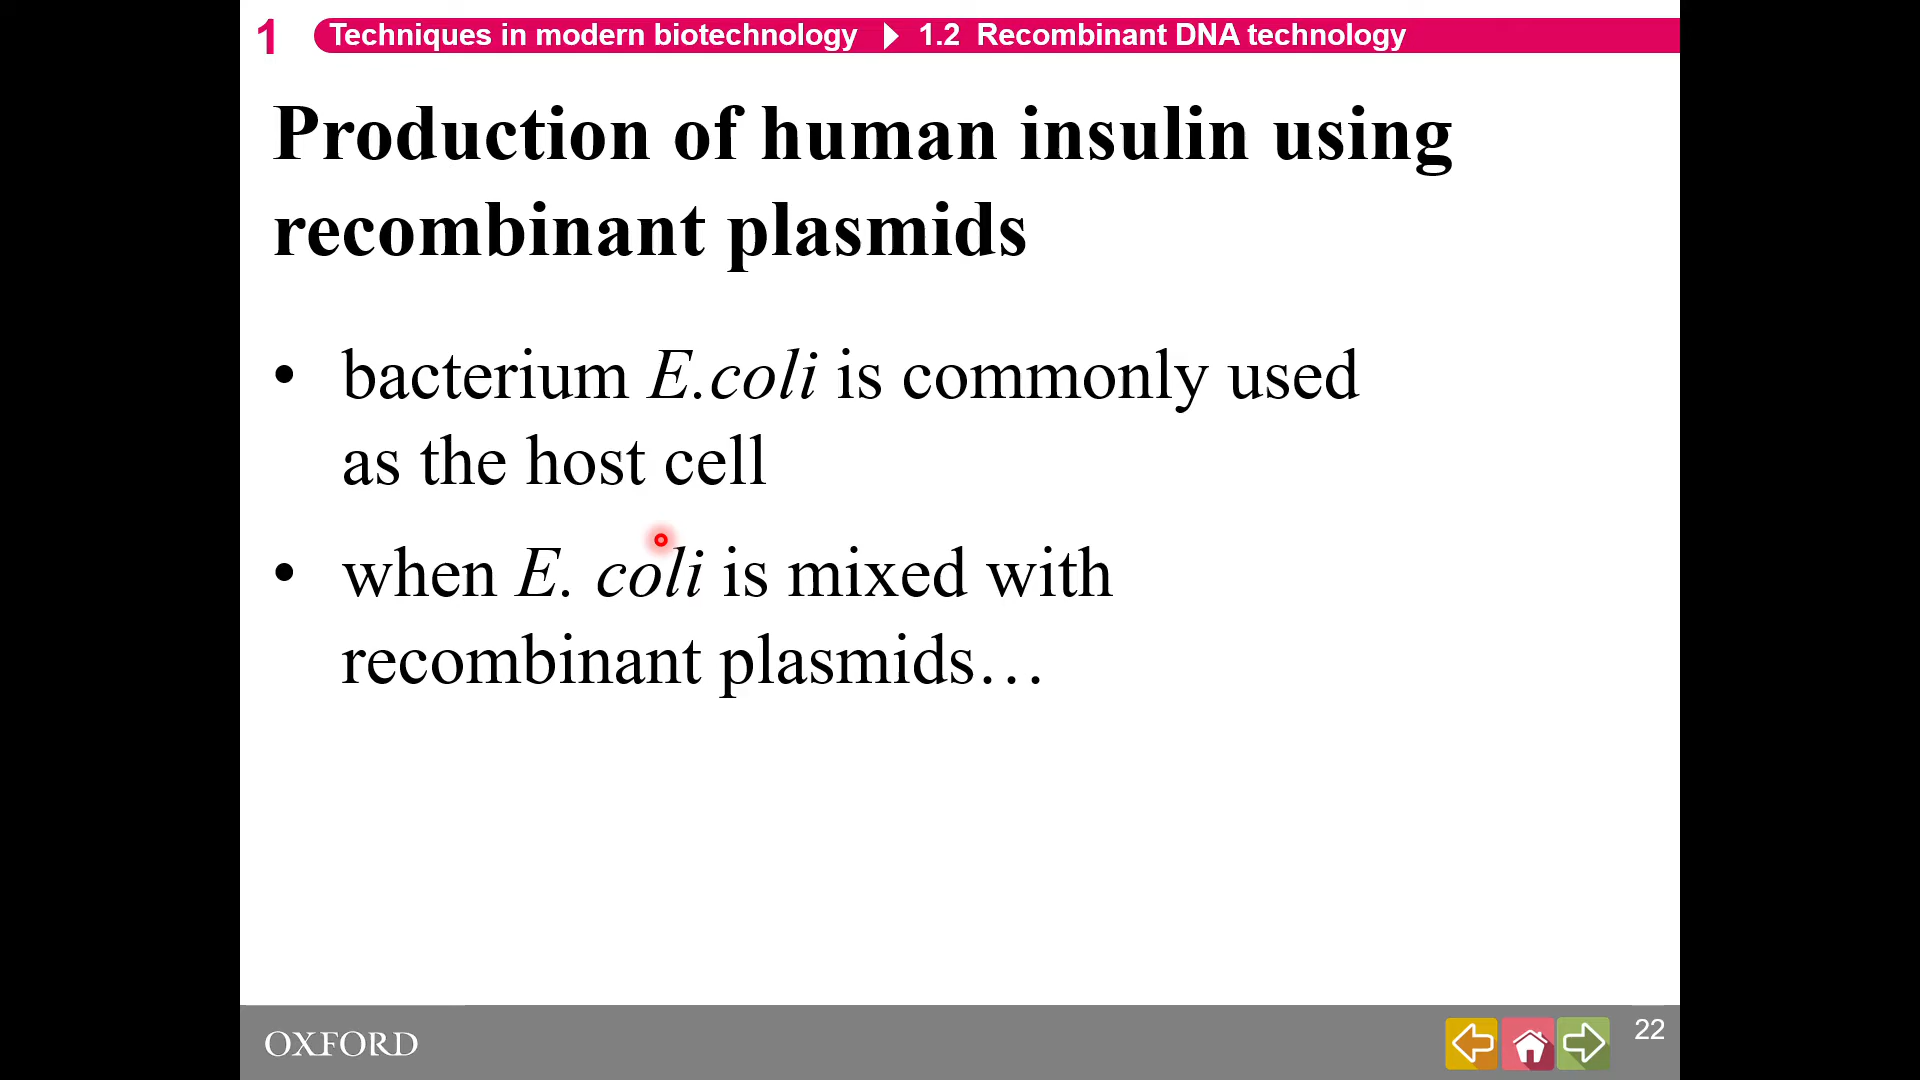 1 Techniques in modern biotechnology 1.2 Recombinant DNA technology
Production of human insulin using
recombinant plasmids
• bacterium E.coli is commonly used
as the host cell
• when E. coli is mixed with
recombinant plasmids…
OXFORD 22